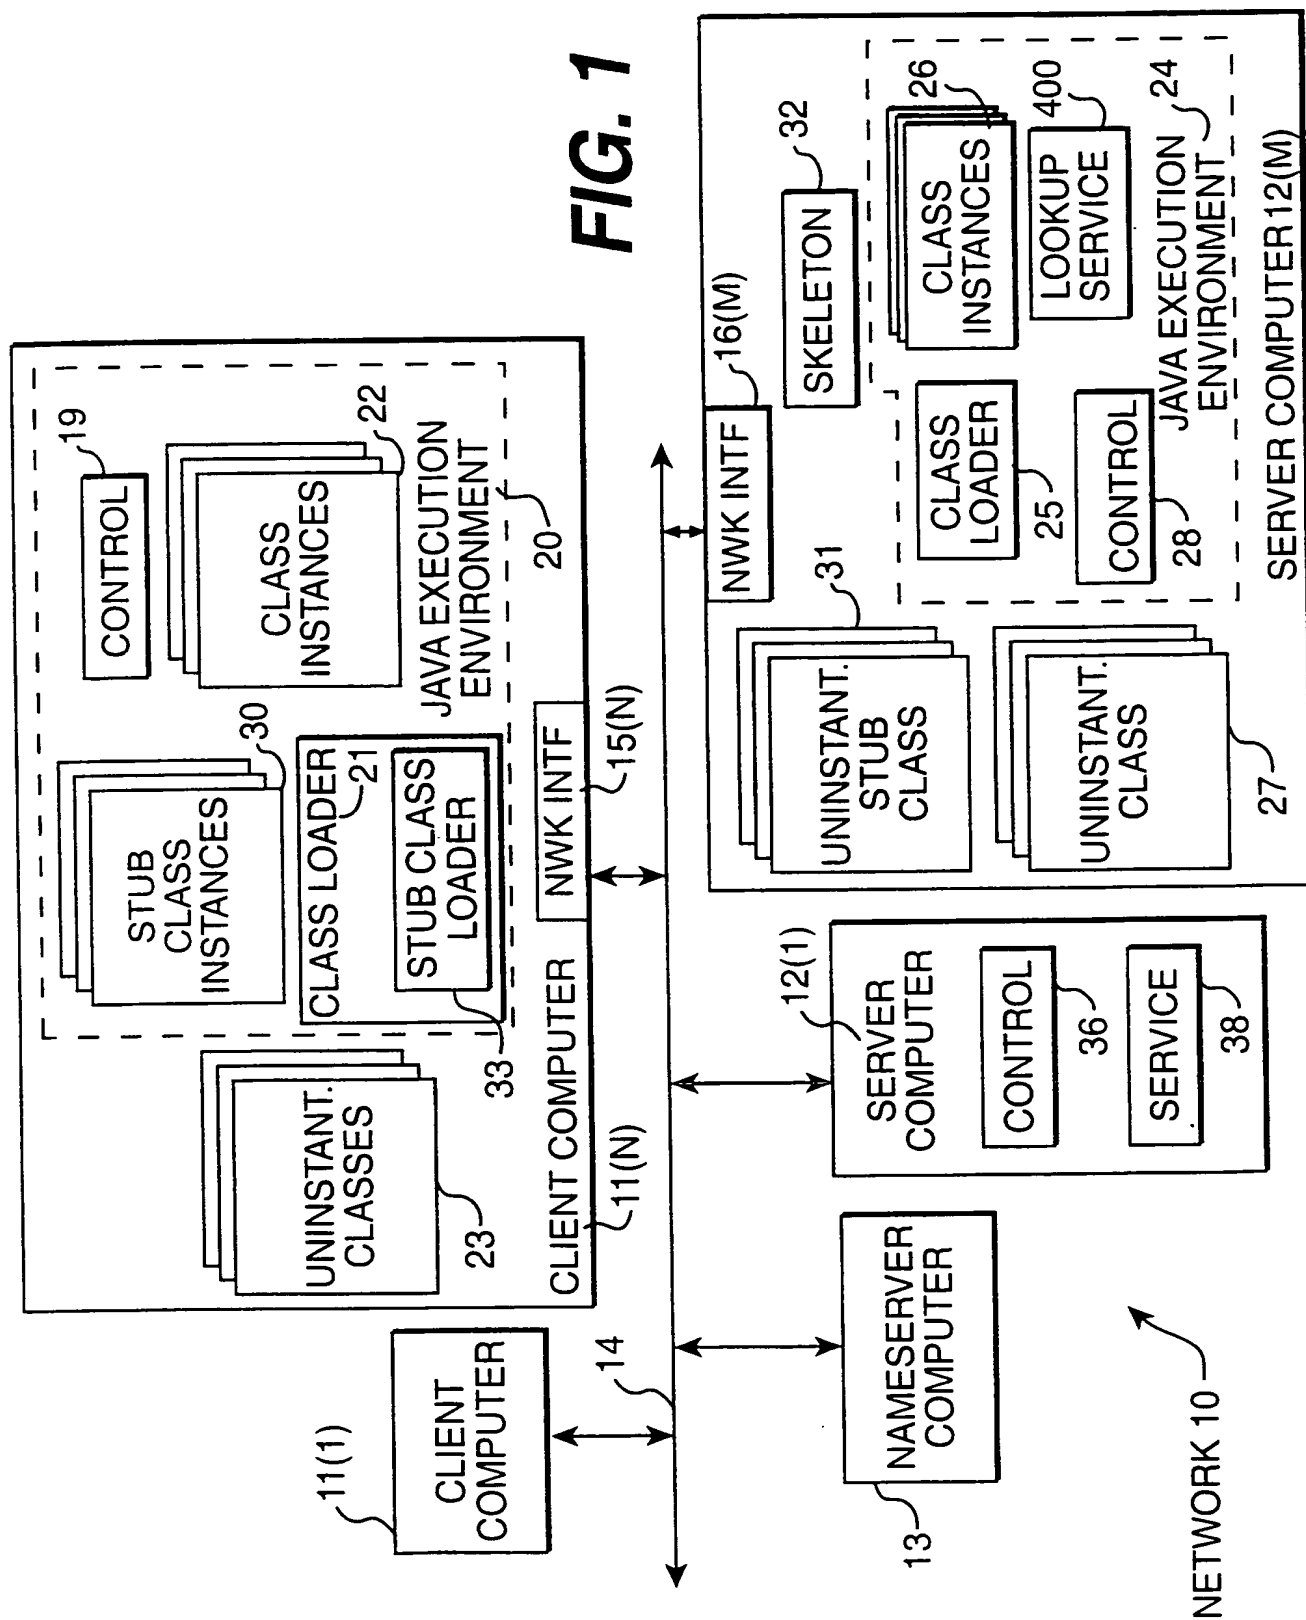 FIG. 1
11(1)
CLIENT
COMPUTER
14
UNINSTANT.
CLASSES
23
CLIENT COMPUTER
11(N)
STUB
CLASS
INSTANCES
30
CLASS LOADER
21
STUB CLASS
LOADER
33
NWK INTF
15(N)
CONTROL
19
CLASS
INSTANCES
22
JAVA EXECUTION
ENVIRONMENT
20
NAMESERVER
COMPUTER
13
NETWORK 10
12(1)
SERVER
COMPUTER
CONTROL
36
SERVICE
38
NWK INTF
16(M)
UNINSTANT.
STUB
CLASS
31
UNINSTANT.
CLASS
27
SKELETON
32
CLASS
LOADER
25
CONTROL
28
CLASS
INSTANCES
26
LOOKUP
SERVICE
400
JAVA EXECUTION
ENVIRONMENT
24
SERVER COMPUTER 12(M)